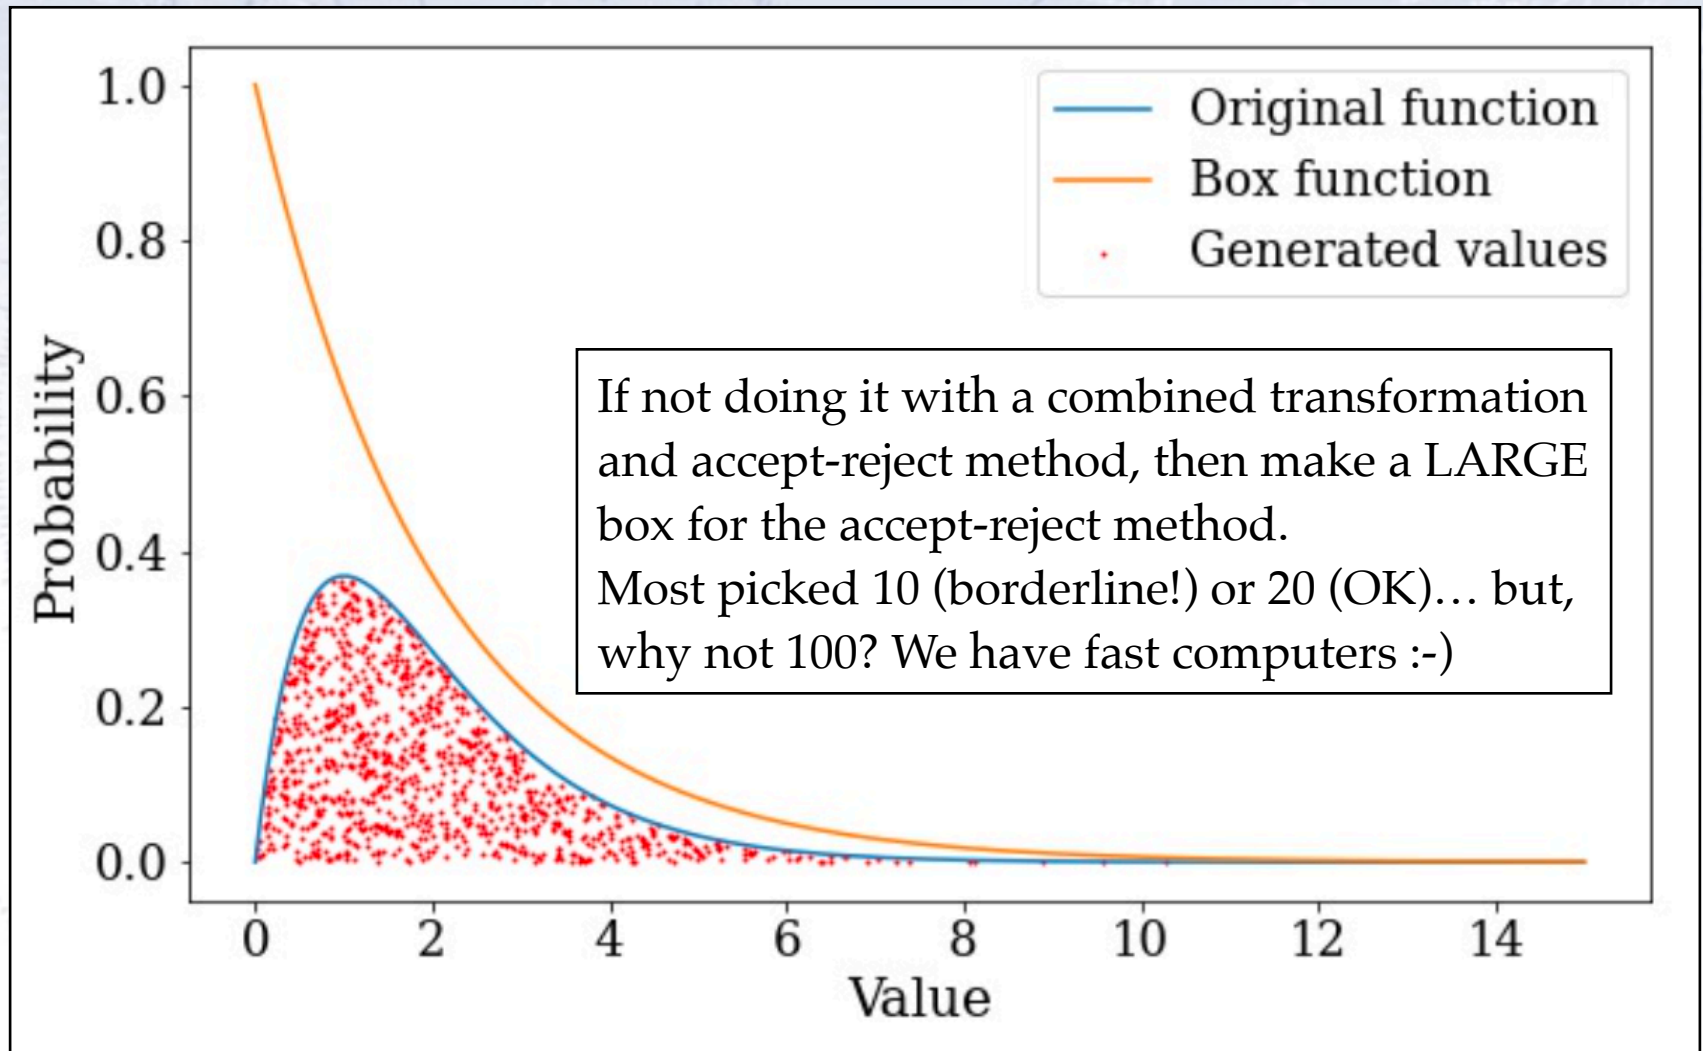 1.0
0.8
0.6
0.4
0.2
0.0
Probability
Original function
Box function
Generated values
If not doing it with a combined transformation
and accept-reject method, then make a LARGE
box for the accept-reject method.
Most picked 10 (borderline!) or 20 (OK)… but,
why not 100? We have fast computers :-)
0 2 4 6 8 10 12 14
Value